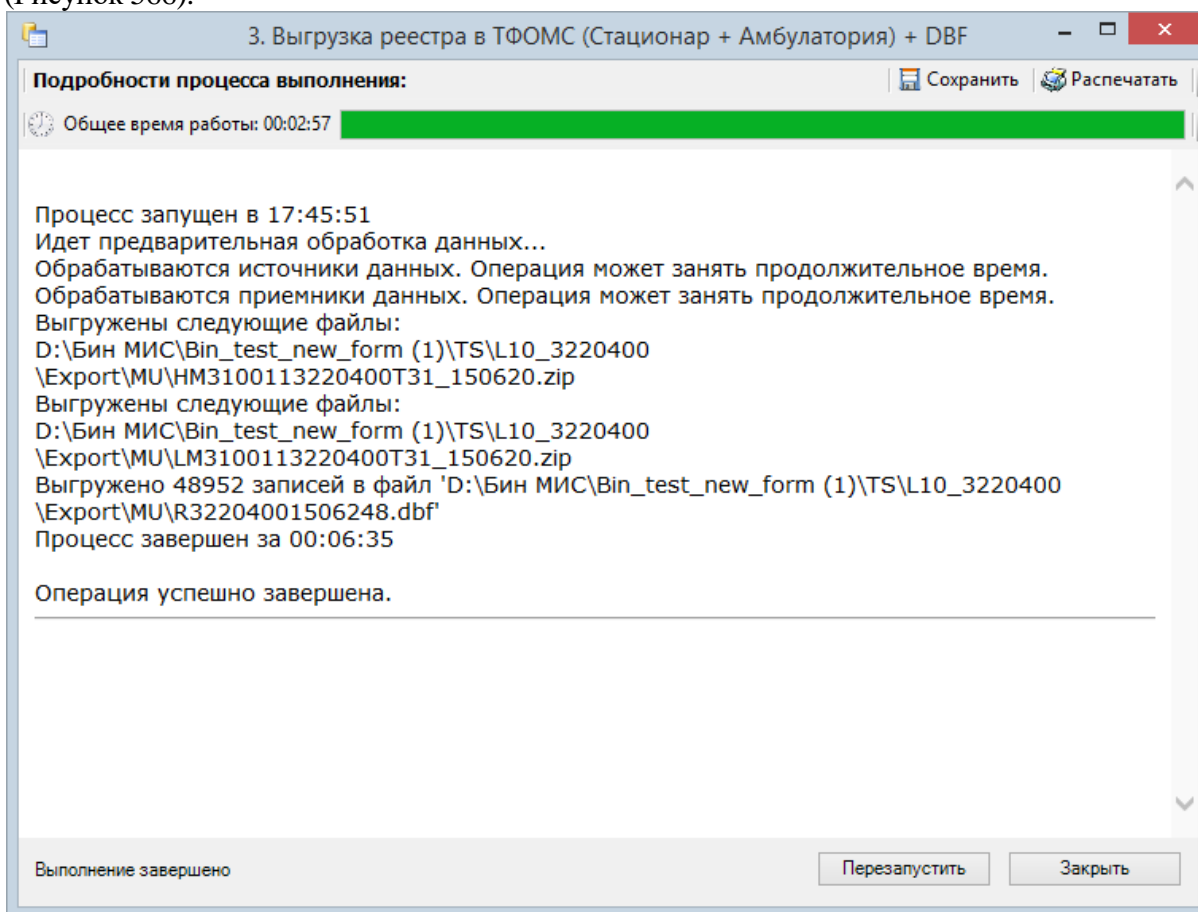 (Рисунок 368).
3. Выгрузка реестра в ТФОМС (Стационар + Амбулатория) + DBF
Подробности процесса выполнения:
Сохранить
Распечатать
Общее время работы: 00:02:57
Процесс запущен в 17:45:51
Идет предварительная обработка данных...
Обрабатываются источники данных. Операция может занять продолжительное время.
Обрабатываются приемники данных. Операция может занять продолжительное время.
Выгружены следующие файлы:
D:\Бин МИС\Bin_test_new_form (1)\TS\L10_3220400
\Export\MU\HM3100113220400T31_150620.zip
Выгружены следующие файлы:
D:\Бин МИС\Bin_test_new_form (1)\TS\L10_3220400
\Export\MU\LM3100113220400T31_150620.zip
Выгружено 48952 записей в файл 'D:\Бин МИС\Bin_test_new_form (1)\TS\L10_3220400
\Export\MU\R32204001506248.dbf'
Процесс завершен за 00:06:35
Операция успешно завершена.
Выполнение завершено
Перезапустить
Закрыть